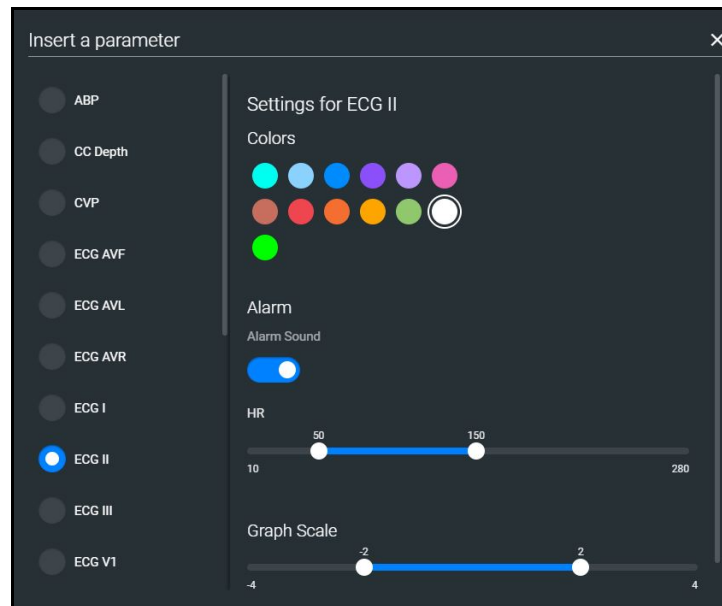 Insert a parameter
ABP
CC Depth
CVP
ECG AVF
ECG AVL
ECG AVR
ECG I
ECG II
ECG III
ECG V1
Settings for ECG II
Colors
Alarm
Alarm Sound
HR
50 150
10 280
Graph Scale
-2 2
-4 4